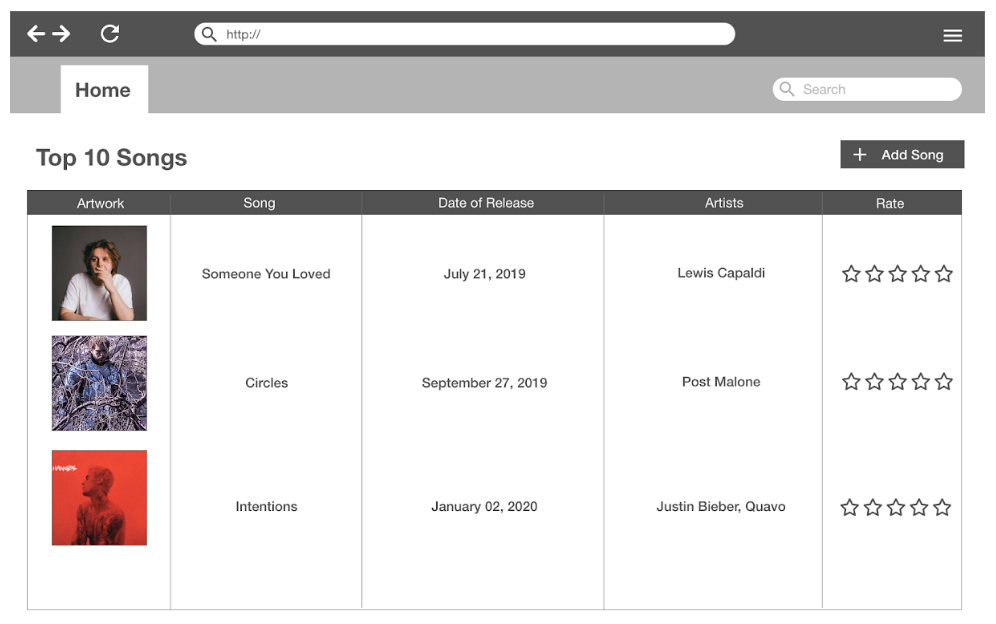 http://
Home
Search
Top 10 Songs
+ Add Song
Artwork Song Date of Release Artists Rate
Someone You Loved July 21, 2019 Lewis Capaldi
Circles September 27, 2019 Post Malone
Intentions January 02, 2020 Justin Bieber, Quavo